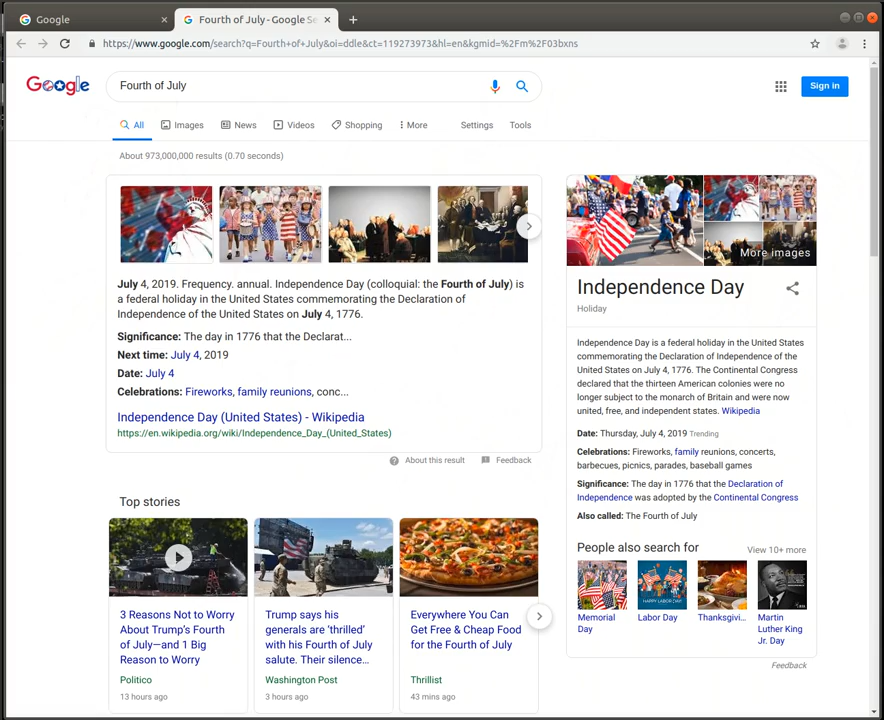 Google
Fourth of July - Google Se
https://www.google.com/search?q=Fourth+of+July&oi=ddle&ct=119273973&hl=en&kgmid=%2Fm%2F03bxns
Google
Fourth of July
Sign in
All
Images
News
Videos
Shopping
More
Settings
Tools
About 973,000,000 results (0.70 seconds)
July 4, 2019. Frequency. annual. Independence Day (colloquial: the Fourth of July) is
a federal holiday in the United States commemorating the Declaration of
Independence of the United States on July 4, 1776.
Significance: The day in 1776 that the Declarat...
Next time: July 4, 2019
Date: July 4
Celebrations: Fireworks, family reunions, conc...
Independence Day (United States) - Wikipedia
https://en.wikipedia.org/wiki/Independence_Day_(United_States)
About this result
Feedback
Top stories
3 Reasons Not to Worry
About Trump's Fourth
of July—and 1 Big
Reason to Worry
Politico
13 hours ago
Trump says his
generals are 'thrilled'
with his Fourth of July
salute. Their silence...
Washington Post
3 hours ago
Everywhere You Can
Get Free & Cheap Food
for the Fourth of July
Thrillist
43 mins ago
More images
Independence Day
Holiday
Independence Day is a federal holiday in the United States
commemorating the Declaration of Independence of the United
States on July 4, 1776. The Continental Congress
declared that the thirteen American colonies were no
longer subject to the monarch of Britain and were now
united, free, and independent states. Wikipedia
Date: Thursday, July 4, 2019 Trending
Celebrations: Fireworks, family reunions, concerts,
barbecues, picnics, parades, baseball games
Significance: The day in 1776 that the Declaration of
Independence was adopted by the Continental Congress
Also called: The Fourth of July
People also search for
View 10+ more
Memorial
Day
HAPPY LABOR DAY
Labor Day
Thanksgivi...
Martin
Luther King
Jr. Day
Feedback